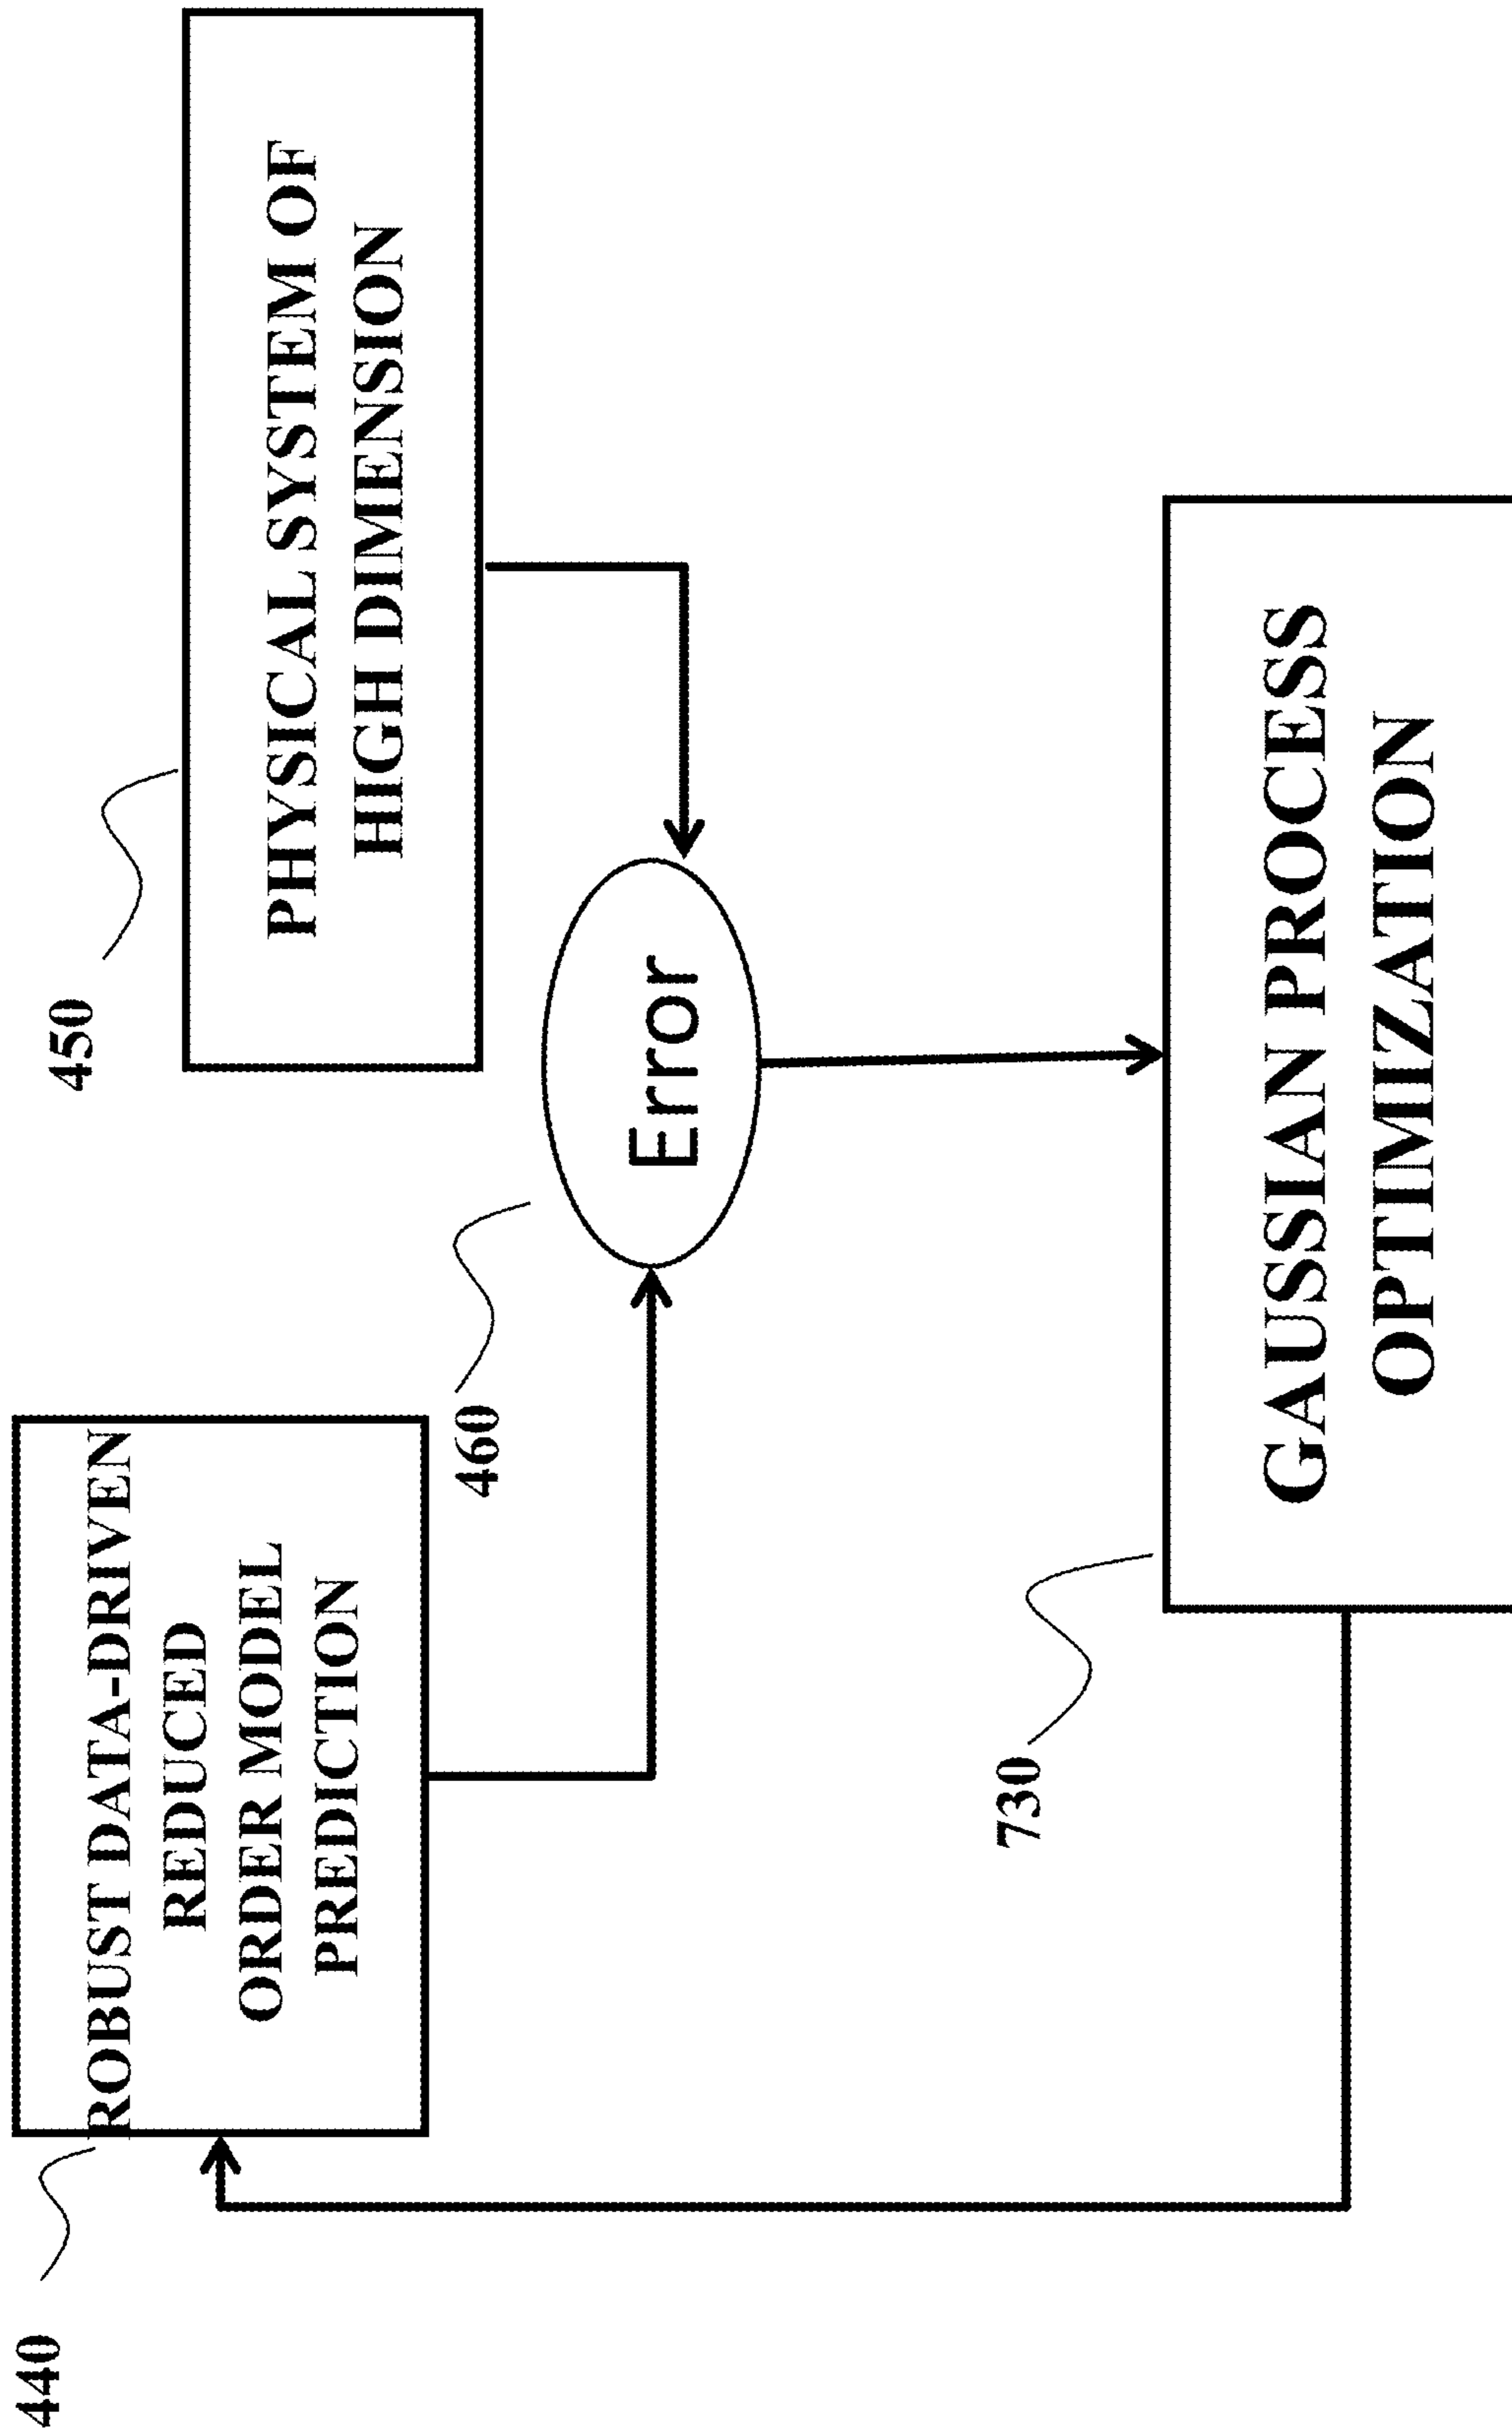 440
ROBUST DATA-DRIVEN
REDUCED
ORDER MODEL
PREDICTION
450
PHYSICAL SYSTEM OF
HIGH DIMENSION
460
Error
730
GAUSSIAN PROCESS
OPTIMIZATION